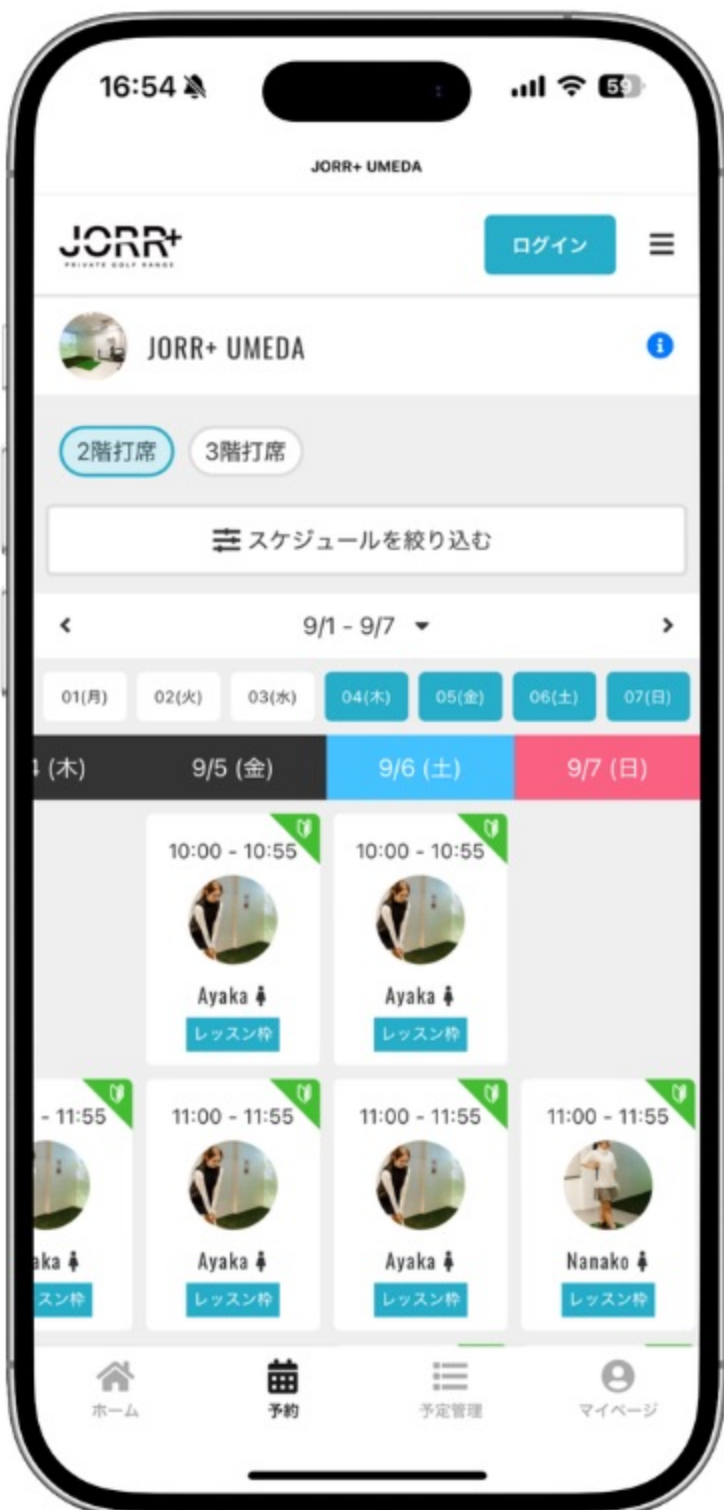 16:54
59
JORR+ UMEDA
JORR+
PRIVATE GOLF RANGE
ログイン
JORR+ UMEDA
2階打席
3階打席
スケジュールを絞り込む
9/1 - 9/7
01(月)
02(火)
03(水)
04(木)
05(金)
06(土)
07(日)
(木)
9/5 (金)
9/6 (土)
9/7 (日)
10:00 - 10:55
10:00 - 10:55
Ayaka
Ayaka
レッスン枠
レッスン枠
- 11:55
11:00 - 11:55
11:00 - 11:55
11:00 - 11:55
aka
Ayaka
Ayaka
Nanako
スン枠
レッスン枠
レッスン枠
レッスン枠
ホーム
予約
予定管理
マイページ